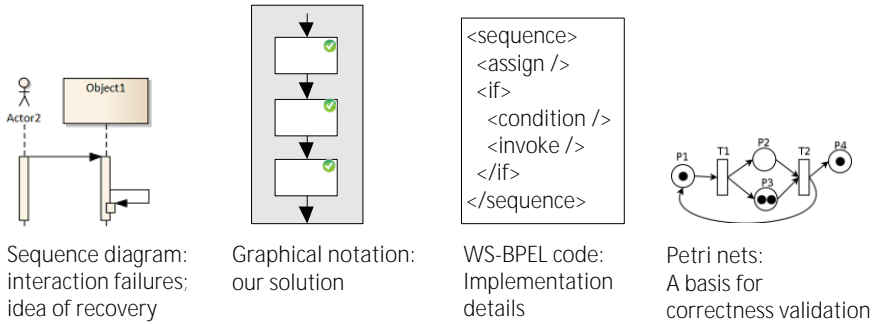 Actor2
Object1
<sequence>
<assign />
<if>
<condition />
<invoke />
</if>
</sequence>
P1
T1
P2
P3
T2
P4
Sequence diagram:
interaction failures;
idea of recovery
Graphical notation:
our solution
WS-BPEL code:
Implementation
details
Petri nets:
A basis for
correctness validation